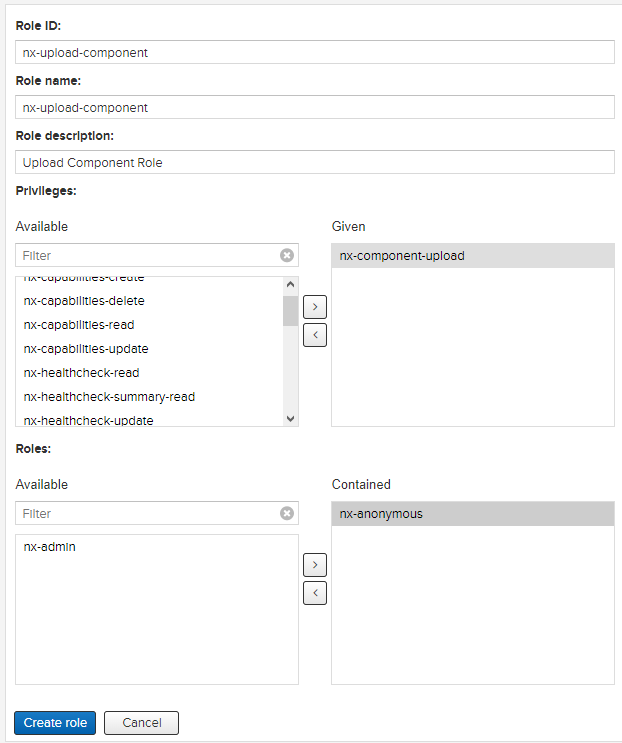 Role ID:
nx-upload-component
Role name:
nx-upload-component
Role description:
Upload Component Role
Privileges:
Available
Given
Filter
nx-component-upload
nx-capabilities-create
nx-capabilities-delete
nx-capabilities-read
nx-capabilities-update
nx-healthcheck-read
nx-healthcheck-summary-read
nx-healthcheck-update
Roles:
Available
Contained
Filter
nx-anonymous
nx-admin
Create role
Cancel